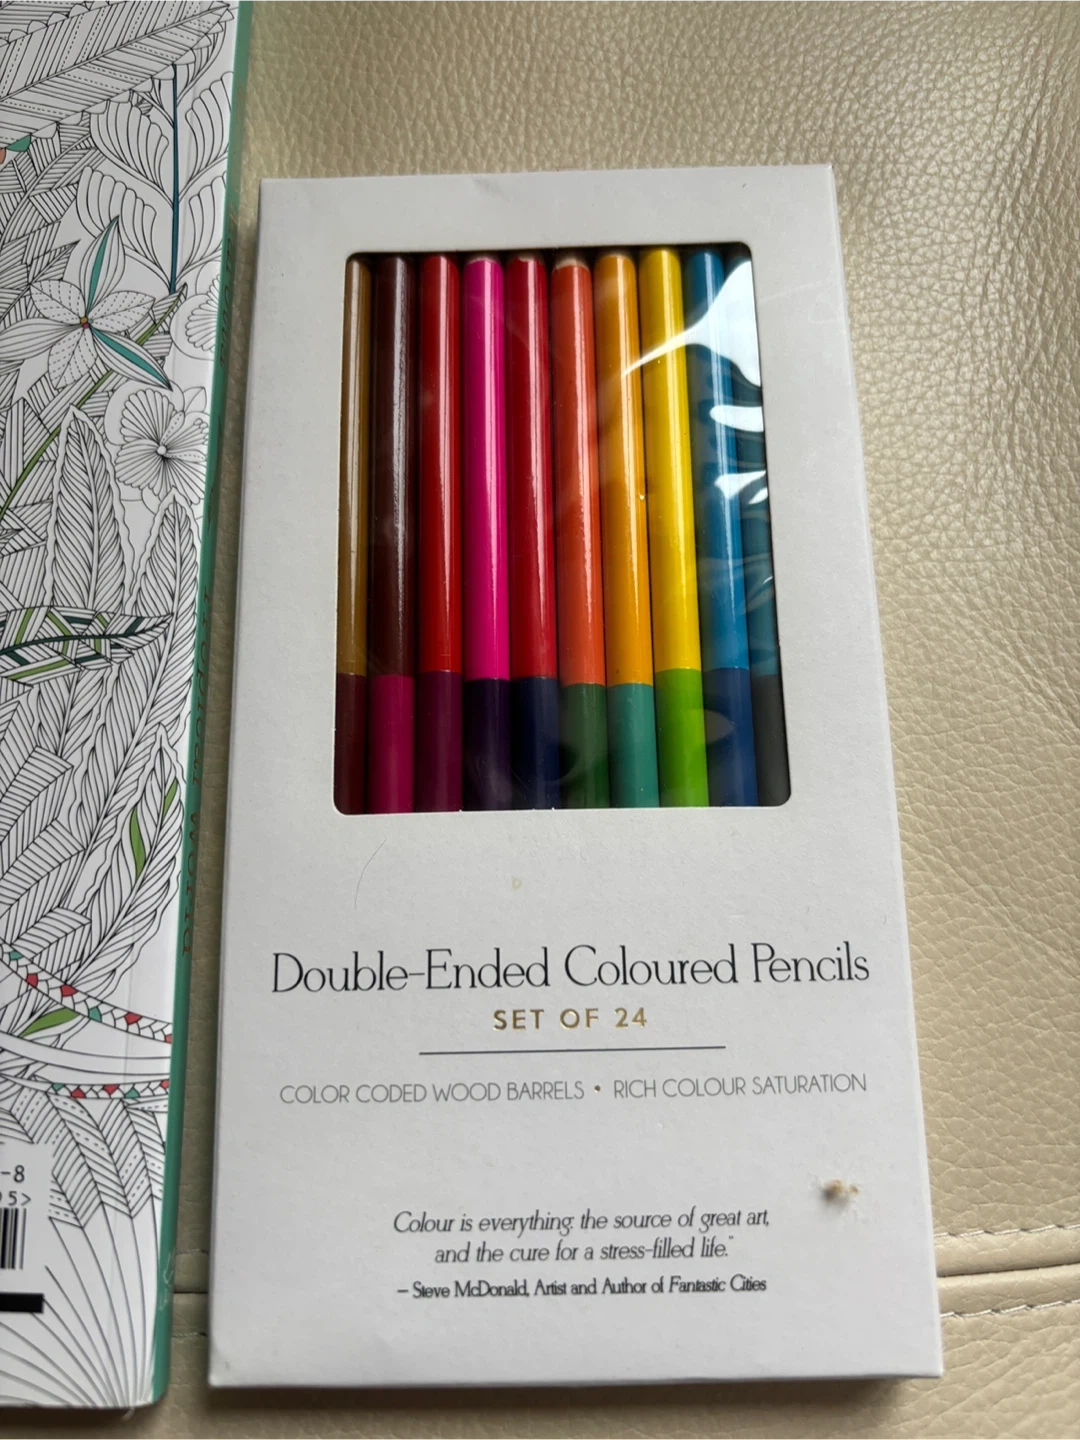 Double-Ended Coloured Pencils
SET OF 24
COLOR CODED WOOD BARRELS • RICH COLOUR SATURATION
Colour is everything: the source of great art,
and the cure for a stress-filled life."
– Steve McDonald, Artist and Author of Fantastic Cities
-8
95>